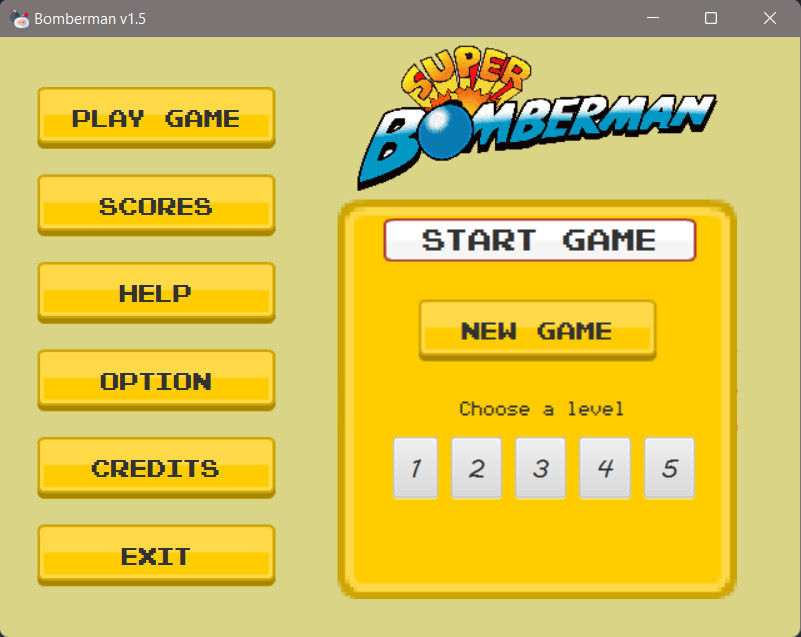 Bomberman v1.5
PLAY GAME
SCORES
HELP
OPTION
CREDITS
EXIT
SUPER
BOMBERMAN
START GAME
NEW GAME
Choose a level
1 2 3 4 5